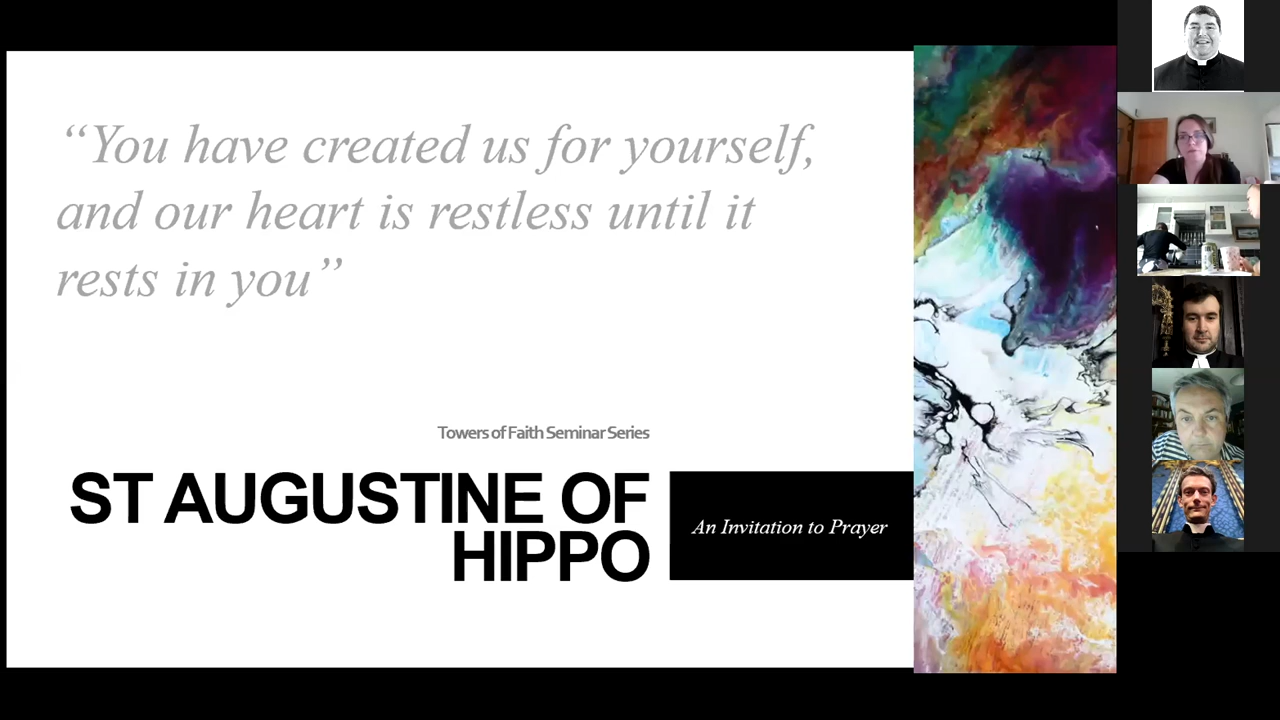 “You have created us for yourself,
and our heart is restless until it
rests in you”
Towers of Faith Seminar Series
ST AUGUSTINE OF
HIPPO
An Invitation to Prayer